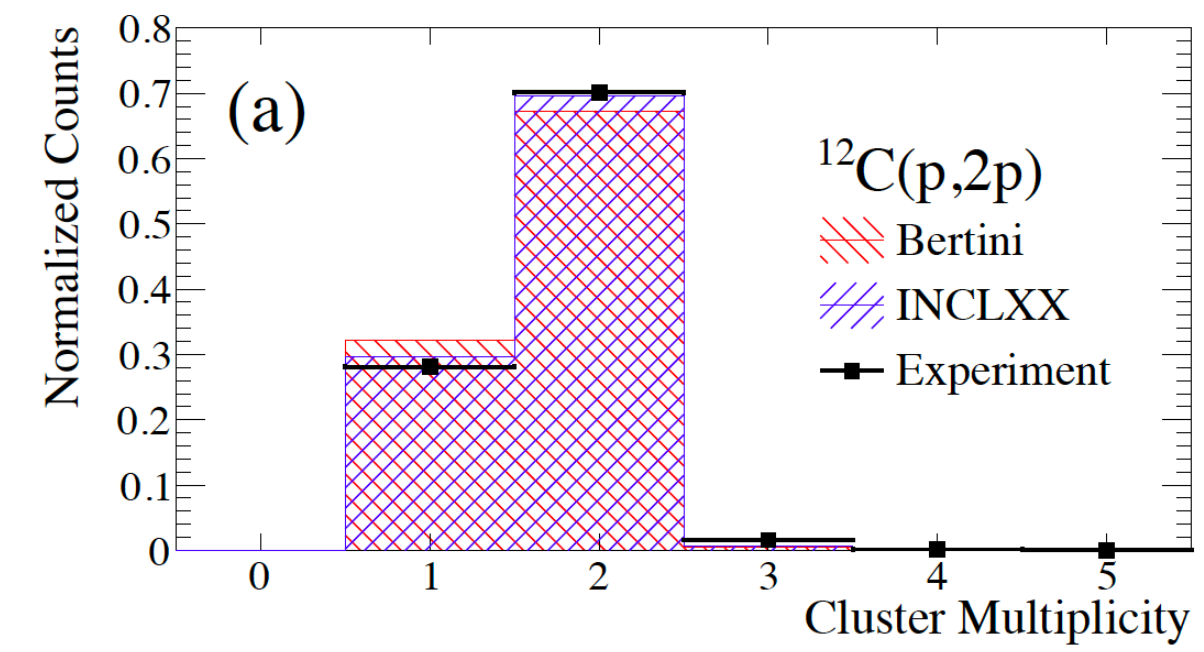 Normalized Counts
0.8
0.7
0.6
0.5
0.4
0.3
0.2
0.1
0
(a)
¹²C(p,2p)
Bertini
INCLXX
Experiment
0 1 2 3 4 5
Cluster Multiplicity